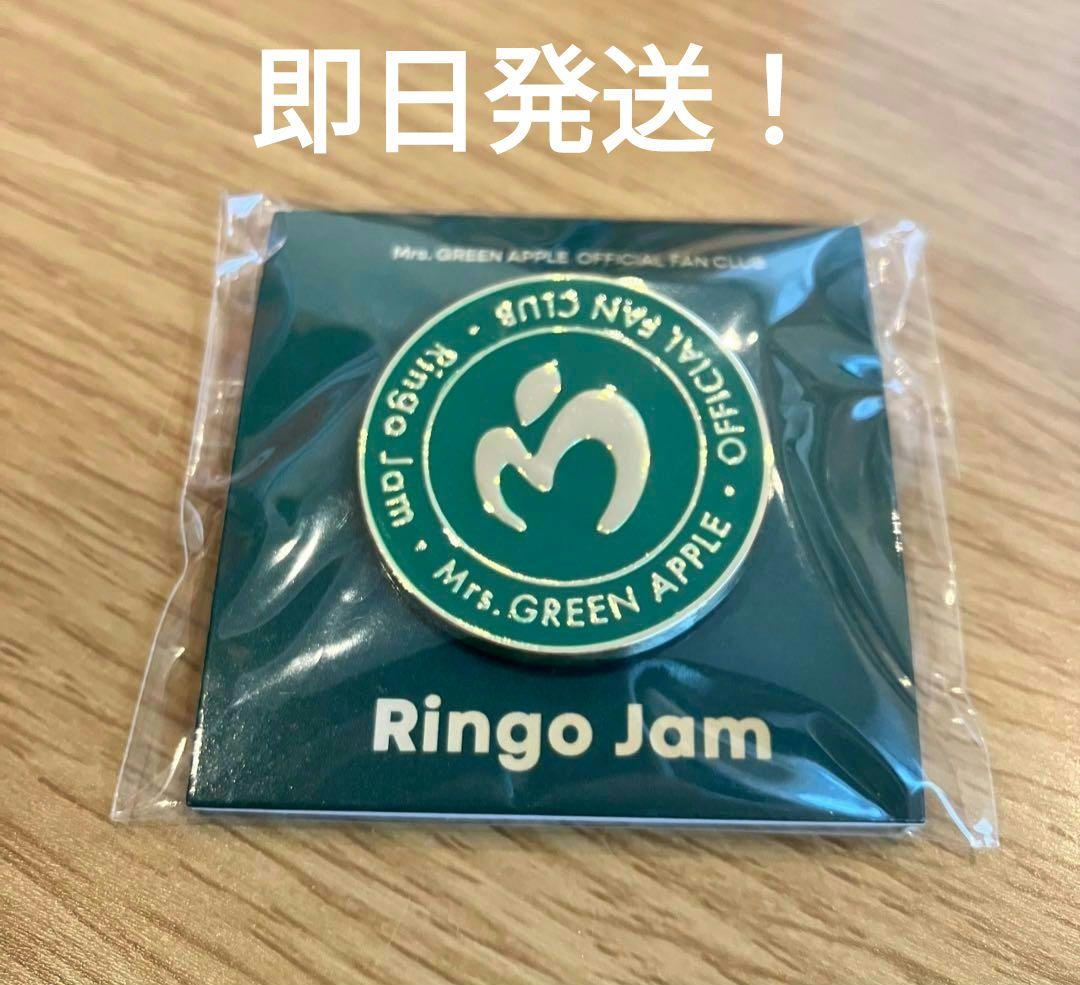 即日発送！
Mrs. GREEN APPLE OFFICIAL FAN CLUB
Ringo Jam • Mrs. GREEN APPLE • OFFICIAL FAN CLUB •
Ringo Jam